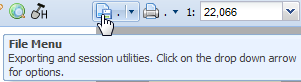 1: 22,066
File Menu
Exporting and session utilities. Click on the drop down arrow
for options.